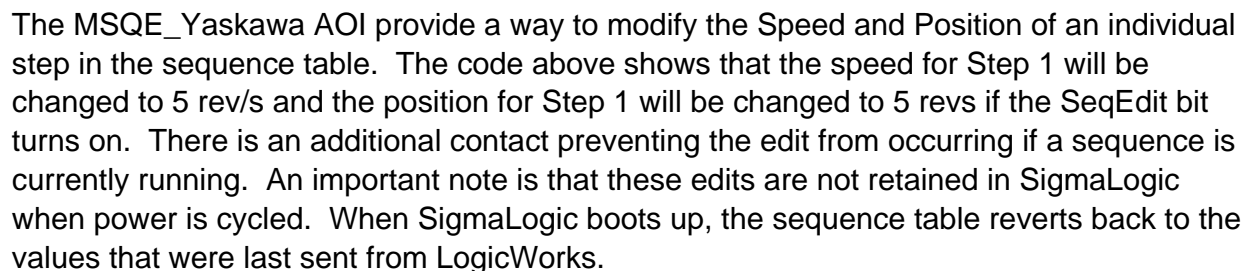 The MSQE_Yaskawa AOI provide a way to modify the Speed and Position of an individual
step in the sequence table.  The code above shows that the speed for Step 1 will be
changed to 5 rev/s and the position for Step 1 will be changed to 5 revs if the SeqEdit bit
turns on.  There is an additional contact preventing the edit from occurring if a sequence is
currently running.  An important note is that these edits are not retained in SigmaLogic
when power is cycled.  When SigmaLogic boots up, the sequence table reverts back to the
values that were last sent from LogicWorks.